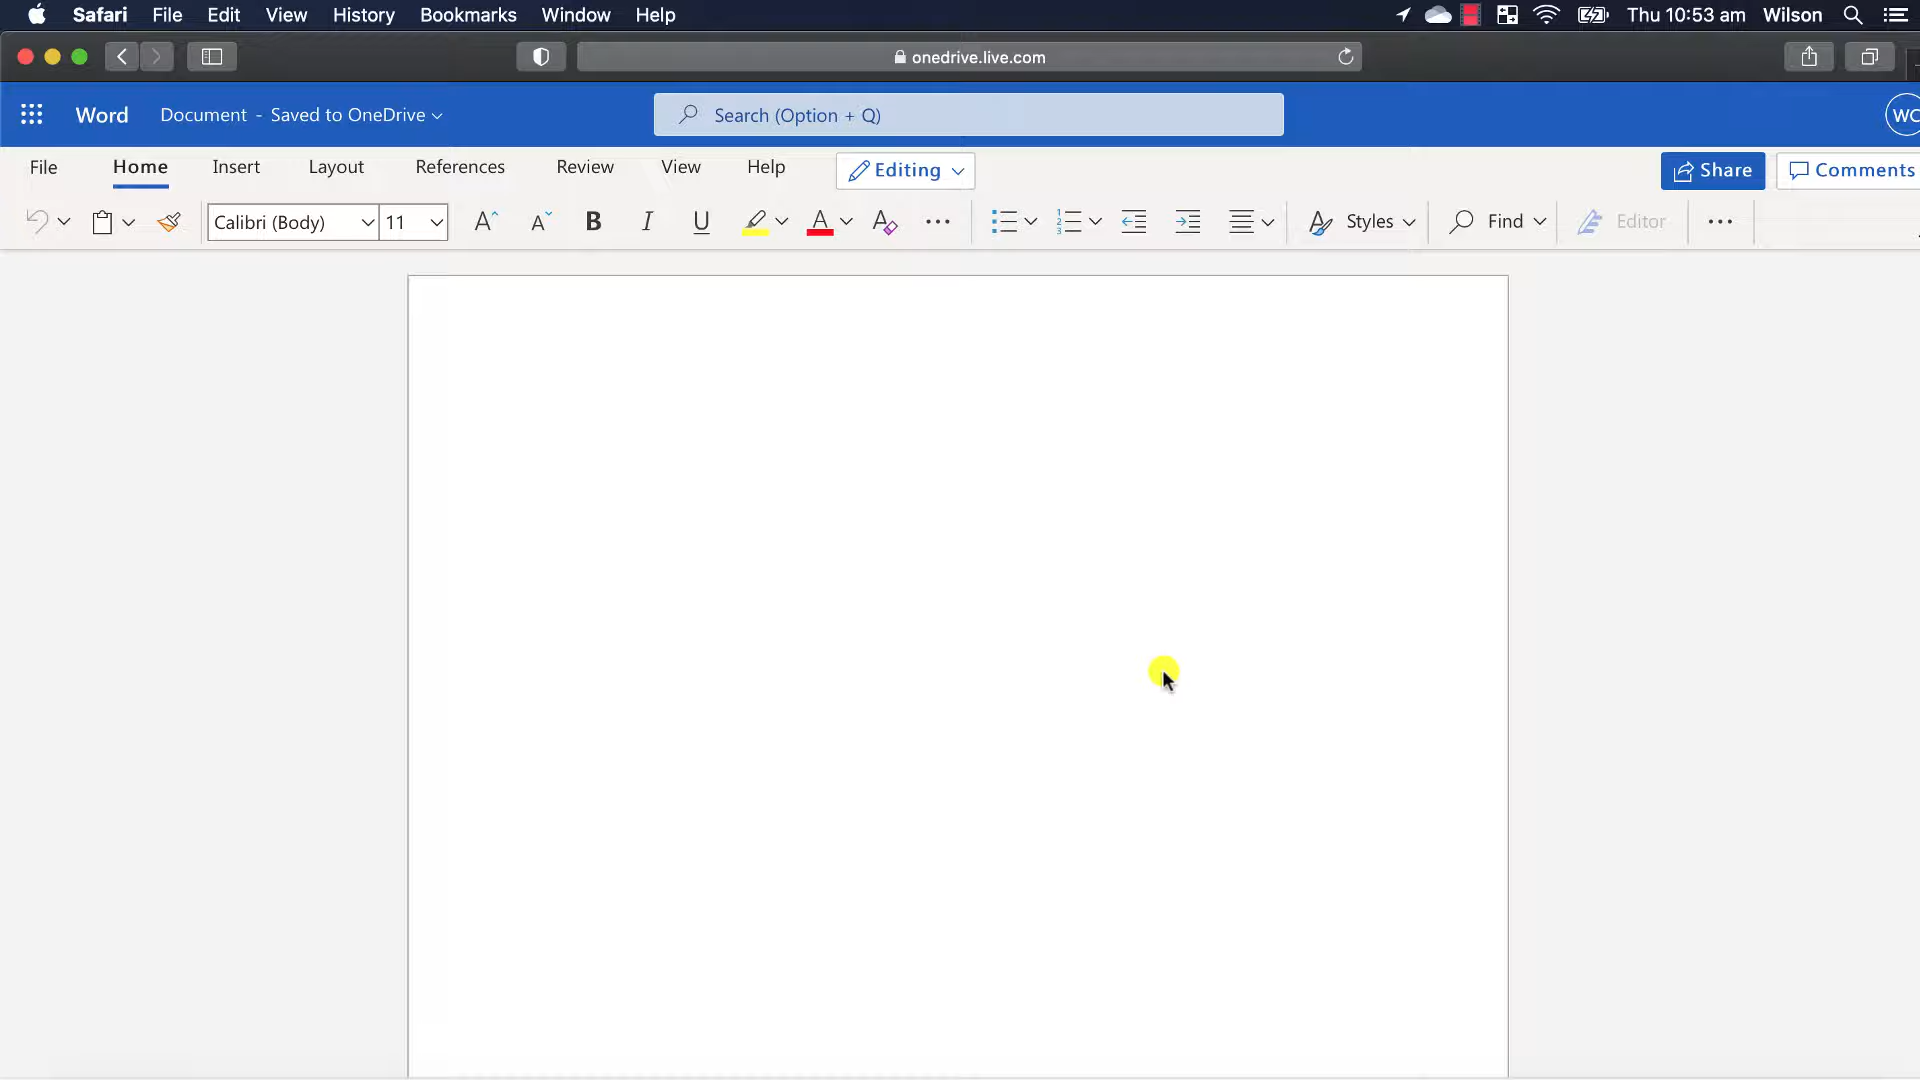 Safari File Edit View History Bookmarks Window Help Thu 10:53 am Wilson
onedrive.live.com
Word Document - Saved to OneDrive Search (Option + Q) WC
File Home Insert Layout References Review View Help Editing Share Comments
Calibri (Body) 11 A A B I U A A Styles Find Editor